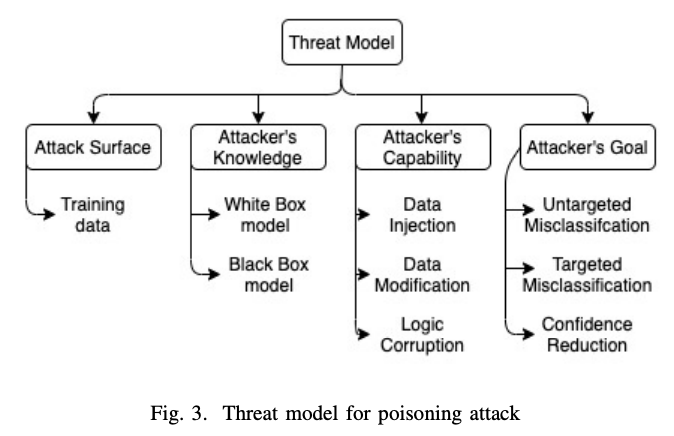 Threat Model
Attack Surface
Training
data
Attacker's
Knowledge
White Box
model
Black Box
model
Attacker's
Capability
Data
Injection
Data
Modification
Logic
Corruption
Attacker's Goal
Untargeted
Misclassifcation
Targeted
Misclassification
Confidence
Reduction
Fig. 3. Threat model for poisoning attack